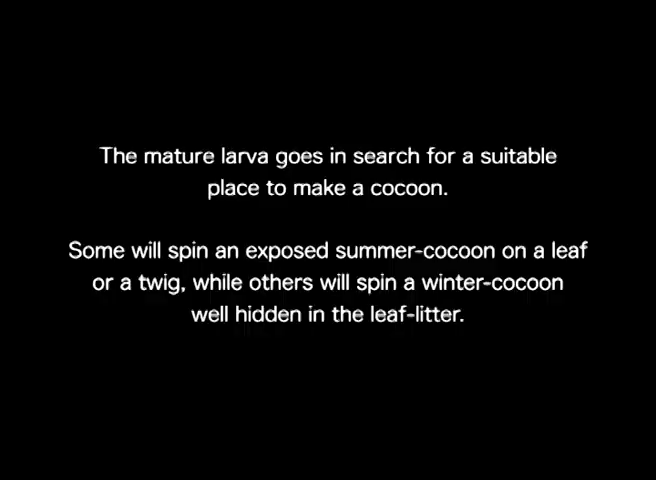 The mature larva goes in search for a suitable
place to make a cocoon.
Some will spin an exposed summer-cocoon on a leaf
or a twig, while others will spin a winter-cocoon
well hidden in the leaf-litter.